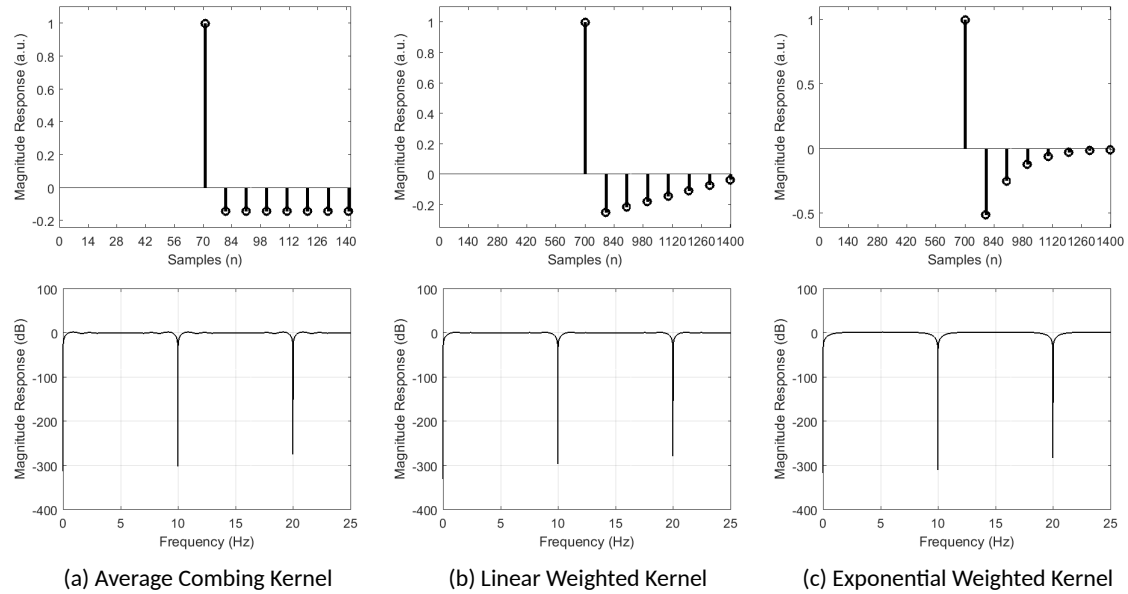 Magnitude Response (a.u.)
1
0.8
0.6
0.4
0.2
0
-0.2
0 14 28 42 56 70 84 98 112 126 140
Samples (n)
Magnitude Response (a.u.)
1
0.8
0.6
0.4
0.2
0
-0.2
0 140 280 420 560 700 840 980 1120 1260 1400
Samples (n)
Magnitude Response (a.u.)
1
0.5
0
-0.5
0 140 280 420 560 700 840 980 1120 1260 1400
Samples (n)
Magnitude Response (dB)
100
0
-100
-200
-300
-400
0 5 10 15 20 25
Frequency (Hz)
Magnitude Response (dB)
100
0
-100
-200
-300
-400
0 5 10 15 20 25
Frequency (Hz)
Magnitude Response (dB)
100
0
-100
-200
-300
-400
0 5 10 15 20 25
Frequency (Hz)
(a) Average Combing Kernel
(b) Linear Weighted Kernel
(c) Exponential Weighted Kernel